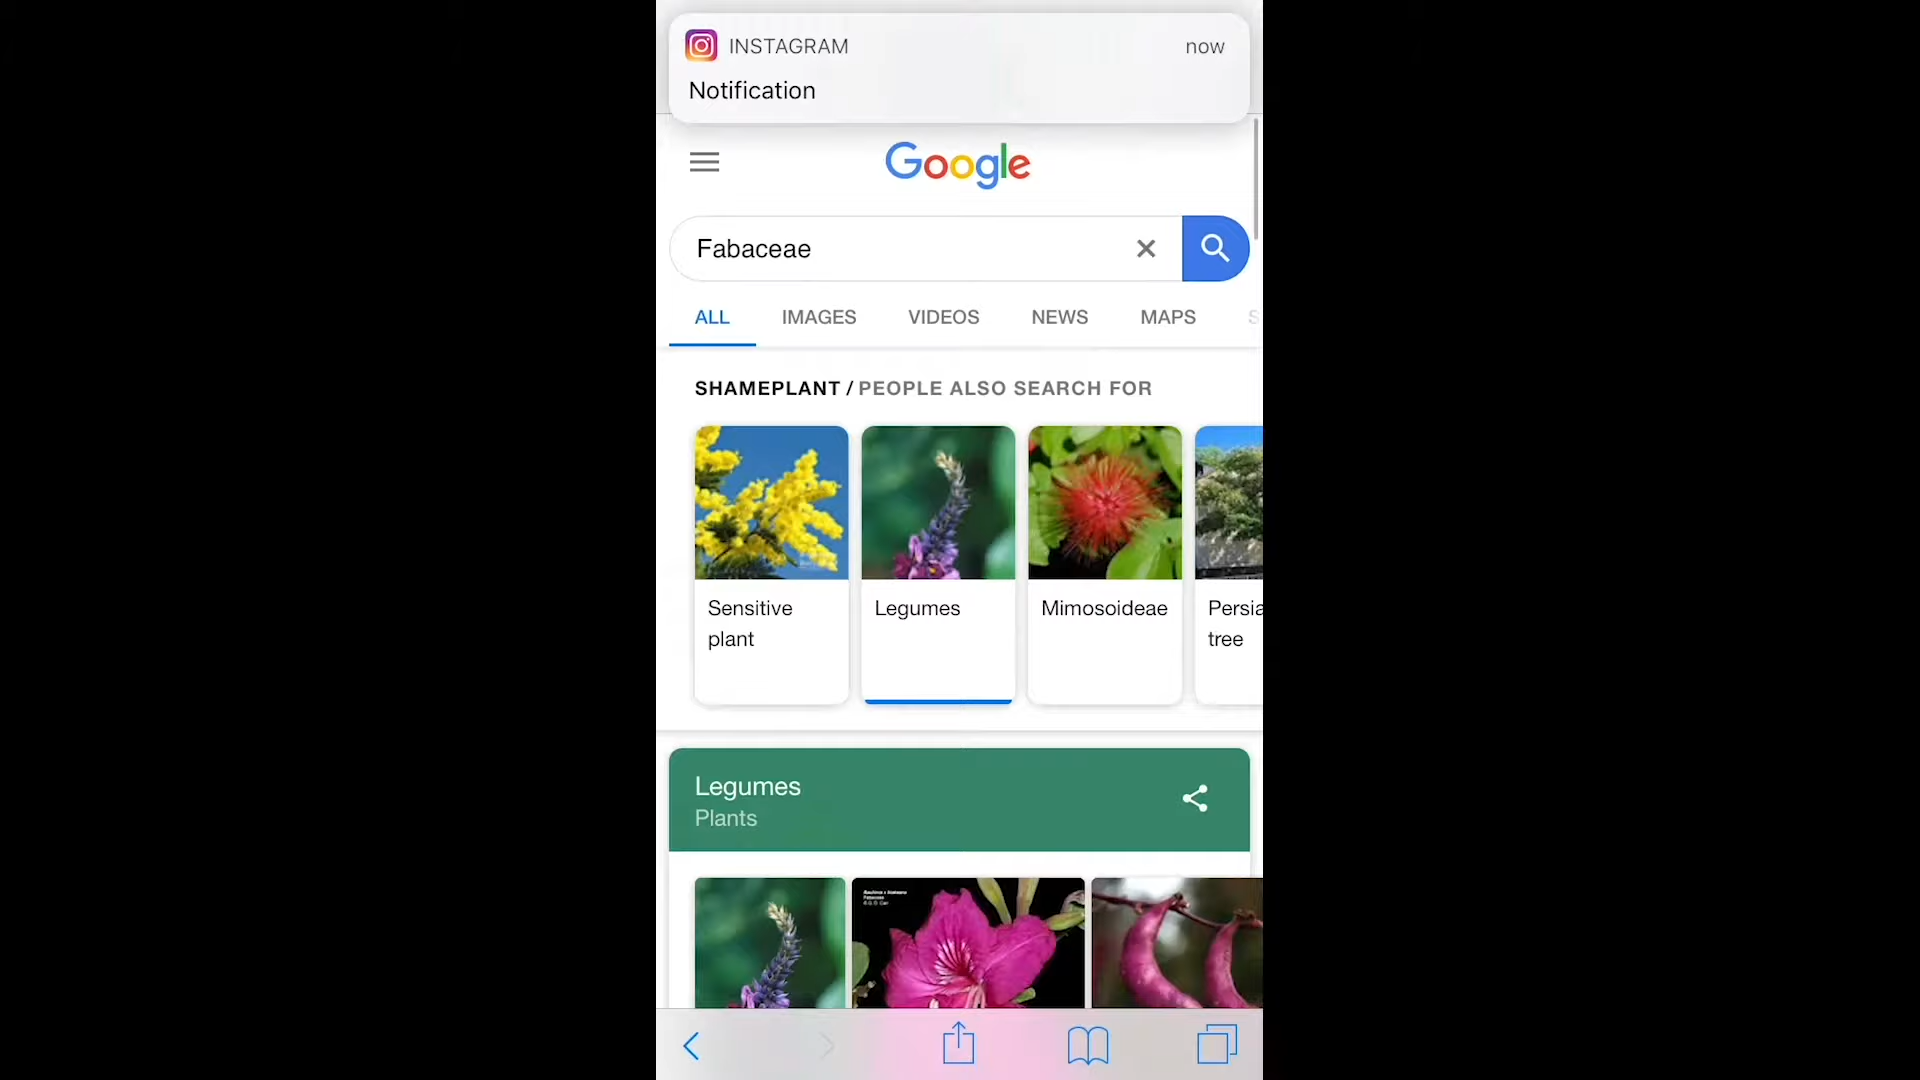 INSTAGRAM now
Notification
Google
Fabaceae
ALL IMAGES VIDEOS NEWS MAPS S
SHAMEPLANT / PEOPLE ALSO SEARCH FOR
Sensitive plant
Legumes
Mimosoideae
Persia
tree
Legumes
Plants